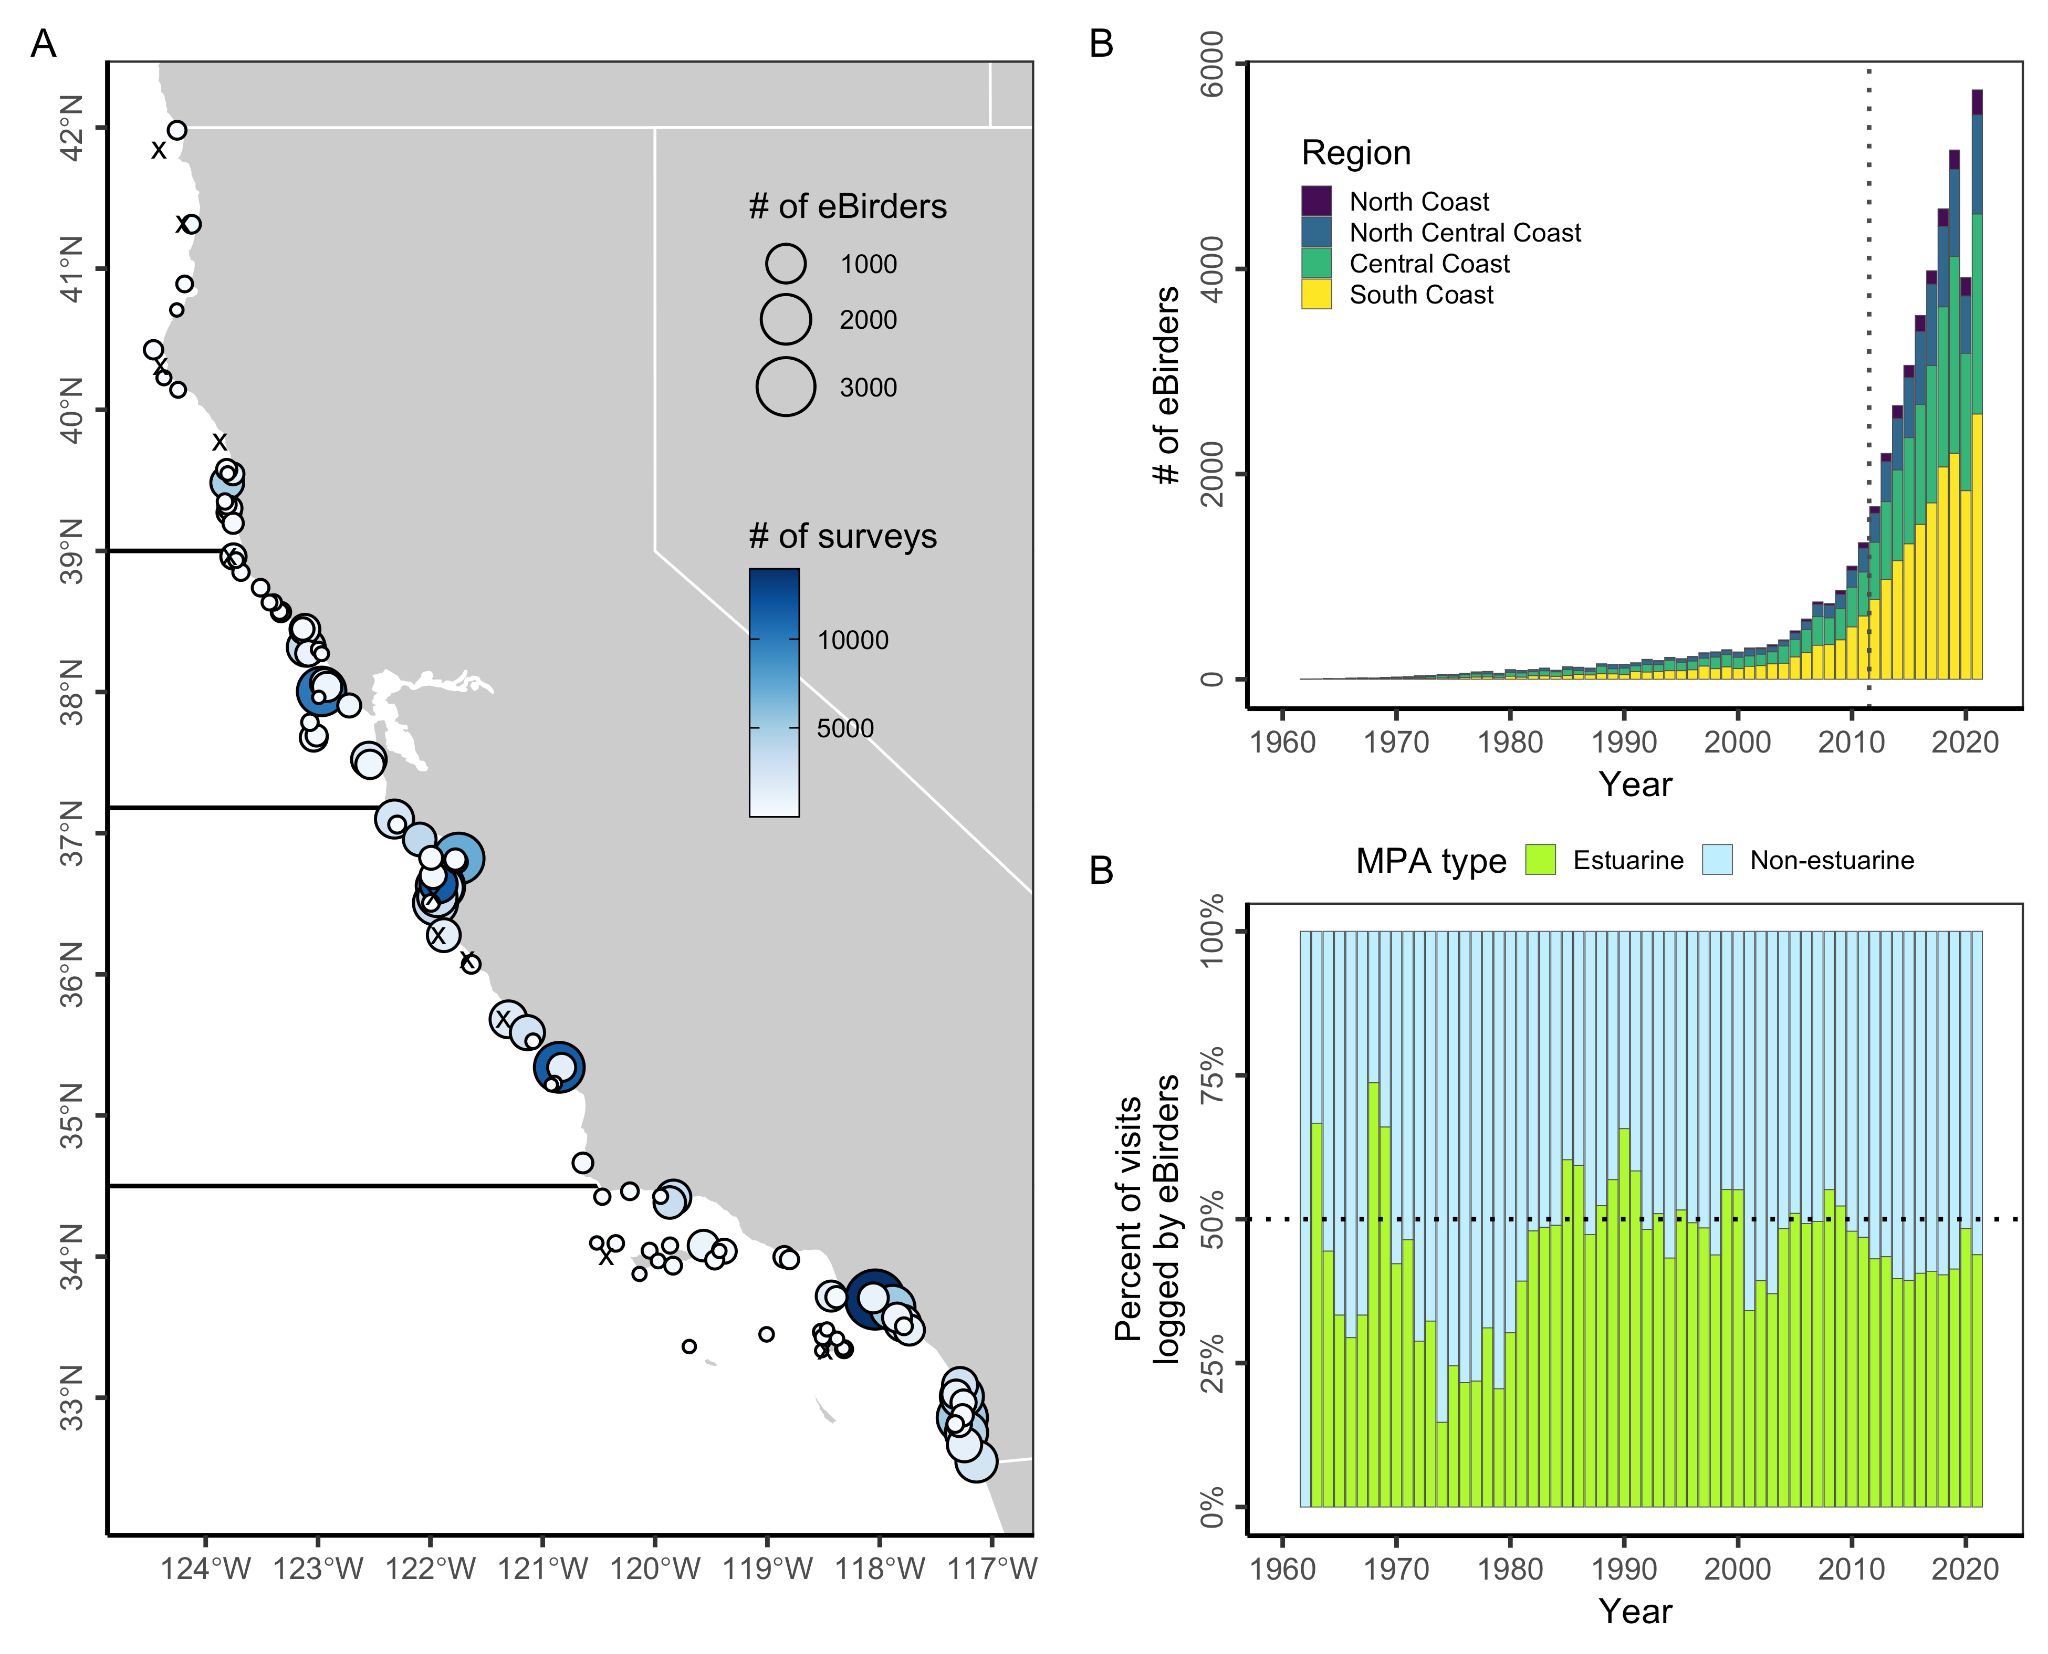 A
42°N
41°N
40°N
39°N
38°N
37°N
36°N
35°N
34°N
33°N
124°W 123°W 122°W 121°W 120°W 119°W 118°W 117°W
# of eBirders
1000
2000
3000
# of surveys
10000
5000
x
x
x
x
x
x
x
x
x
x
x
B
# of eBirders
6000
4000
2000
0
Region
North Coast
North Central Coast
Central Coast
South Coast
1960 1970 1980 1990 2000 2010 2020
Year
B
MPA type Estuarine Non-estuarine
Percent of visits
logged by eBirders
100%
75%
50%
25%
0%
1960 1970 1980 1990 2000 2010 2020
Year